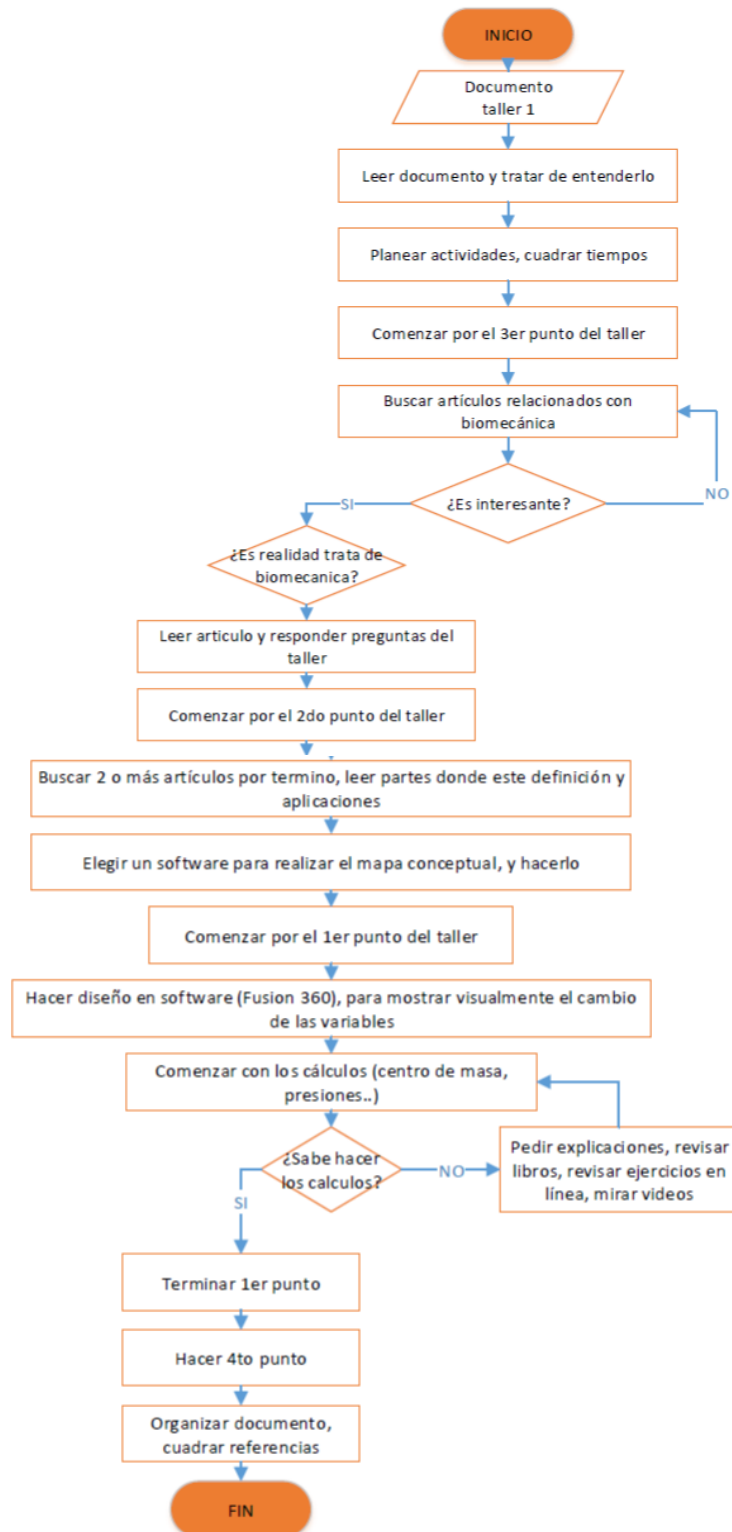 INICIO
Documento
taller 1
Leer documento y tratar de entenderlo
Planear actividades, cuadrar tiempos
Comenzar por el 3er punto del taller
Buscar artículos relacionados con
biomecánica
¿Es interesante?
NO
SI
¿Es realidad trata de
biomecanica?
Leer articulo y responder preguntas del
taller
Comenzar por el 2do punto del taller
Buscar 2 o más artículos por termino, leer partes donde este definición y
aplicaciones
Elegir un software para realizar el mapa conceptual, y hacerlo
Comenzar por el 1er punto del taller
Hacer diseño en software (Fusion 360), para mostrar visualmente el cambio
de las variables
Comenzar con los cálculos (centro de masa,
presiones..)
¿Sabe hacer
los calculos?
NO
Pedir explicaciones, revisar
libros, revisar ejercicios en
línea, mirar videos
SI
Terminar 1er punto
Hacer 4to punto
Organizar documento,
cuadrar referencias
FIN